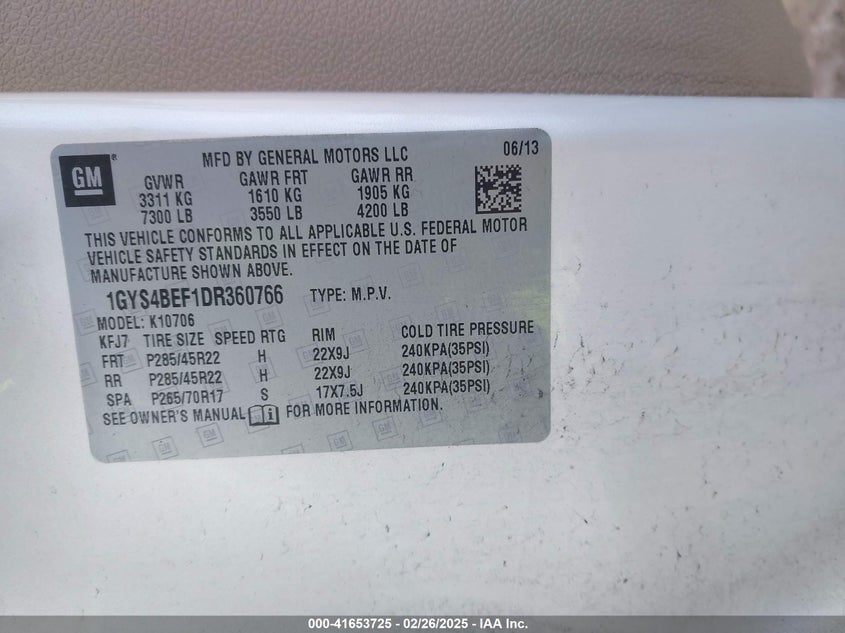 GM ® MFD BY GENERAL MOTORS LLC 06/13
GVWR GAWR FRT GAWR RR
3311 KG 1610 KG 1905 KG
7300 LB 3550 LB 4200 LB
THIS VEHICLE CONFORMS TO ALL APPLICABLE U.S. FEDERAL MOTOR
VEHICLE SAFETY STANDARDS IN EFFECT ON THE DATE OF
MANUFACTURE SHOWN ABOVE.
1GYS4BEF1DR360766 TYPE: M.P.V.
MODEL: K10706
KFJ7 TIRE SIZE SPEED RTG RIM COLD TIRE PRESSURE
FRT P285/45R22 H 22X9J 240KPA(35PSI)
RR P285/45R22 H 22X9J 240KPA(35PSI)
SPA P265/70R17 S 17X7.5J 240KPA(35PSI)
SEE OWNER'S MANUAL FOR MORE INFORMATION.
000-41653725 - 02/26/2025 - IAA Inc.